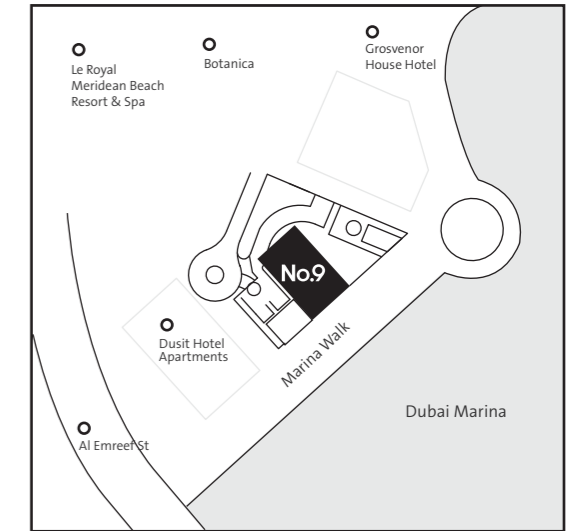 Le Royal
Meridean Beach
Resort & Spa
Botanica
Grosvenor
House Hotel
No.9
Dusit Hotel
Apartments
Marina Walk
Dubai Marina
Al Emreef St